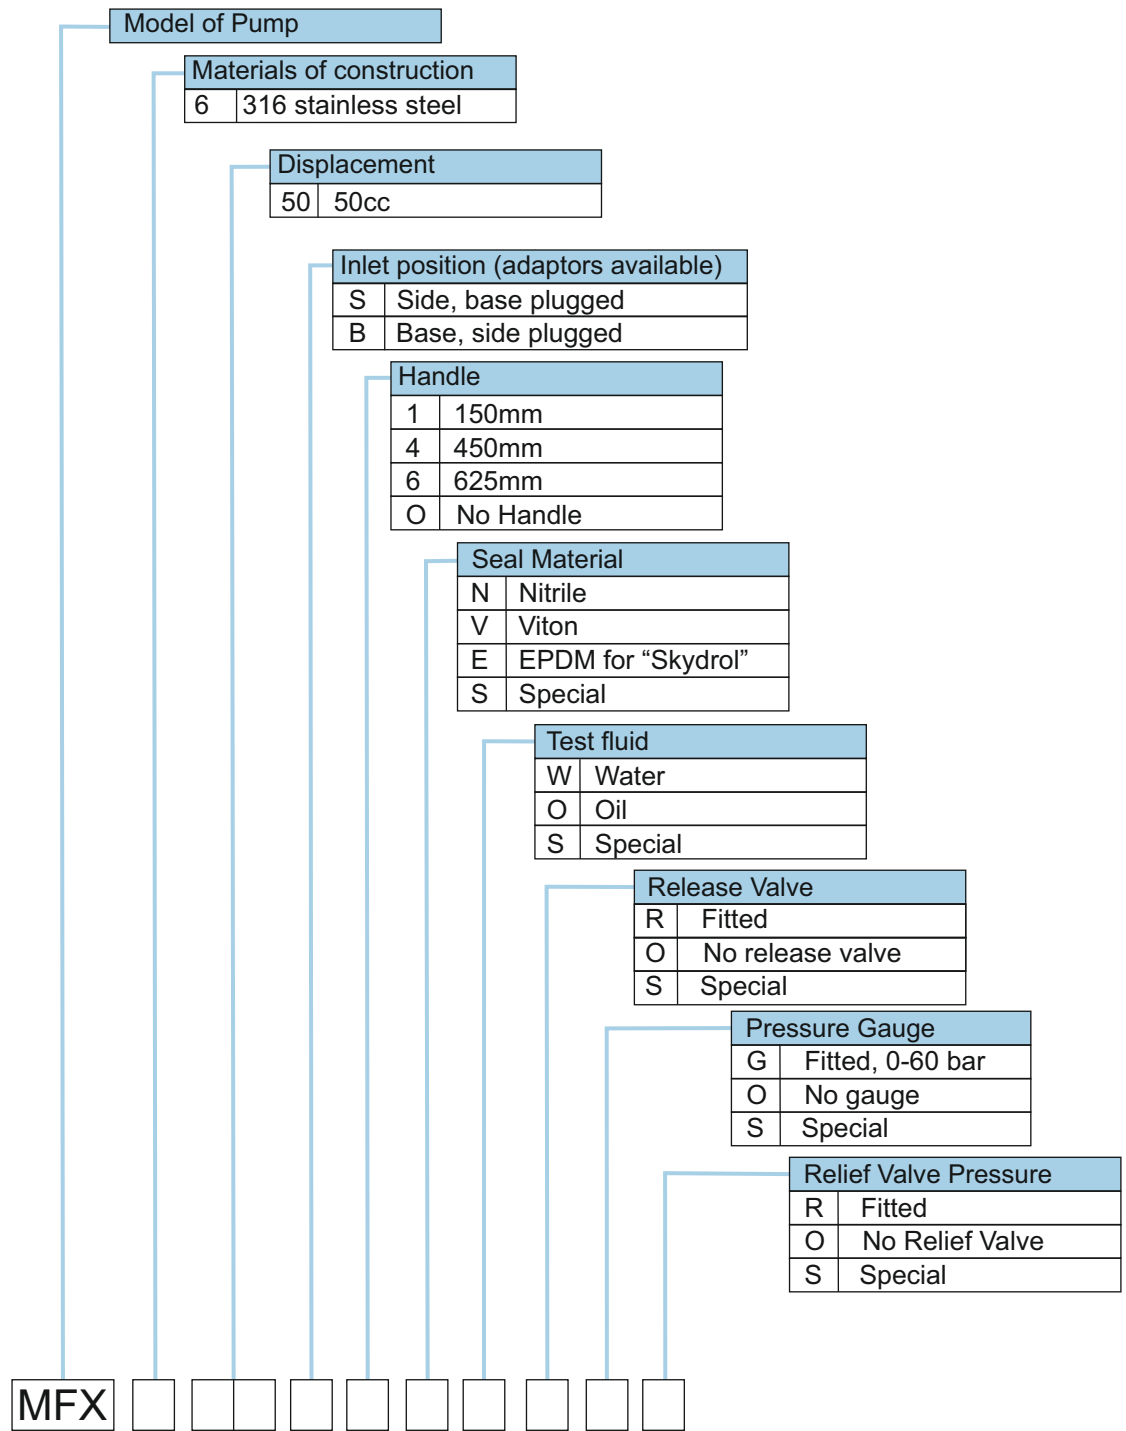 Model of Pump
Materials of construction
6 316 stainless steel
Displacement
50 50cc
Inlet position (adaptors available)
S Side, base plugged
B Base, side plugged
Handle
1 150mm
4 450mm
6 625mm
O No Handle
Seal Material
N Nitrile
V Viton
E EPDM for “Skydrol”
S Special
Test fluid
W Water
O Oil
S Special
Release Valve
R Fitted
O No release valve
S Special
Pressure Gauge
G Fitted, 0-60 bar
O No gauge
S Special
Relief Valve Pressure
R Fitted
O No Relief Valve
S Special
MFX